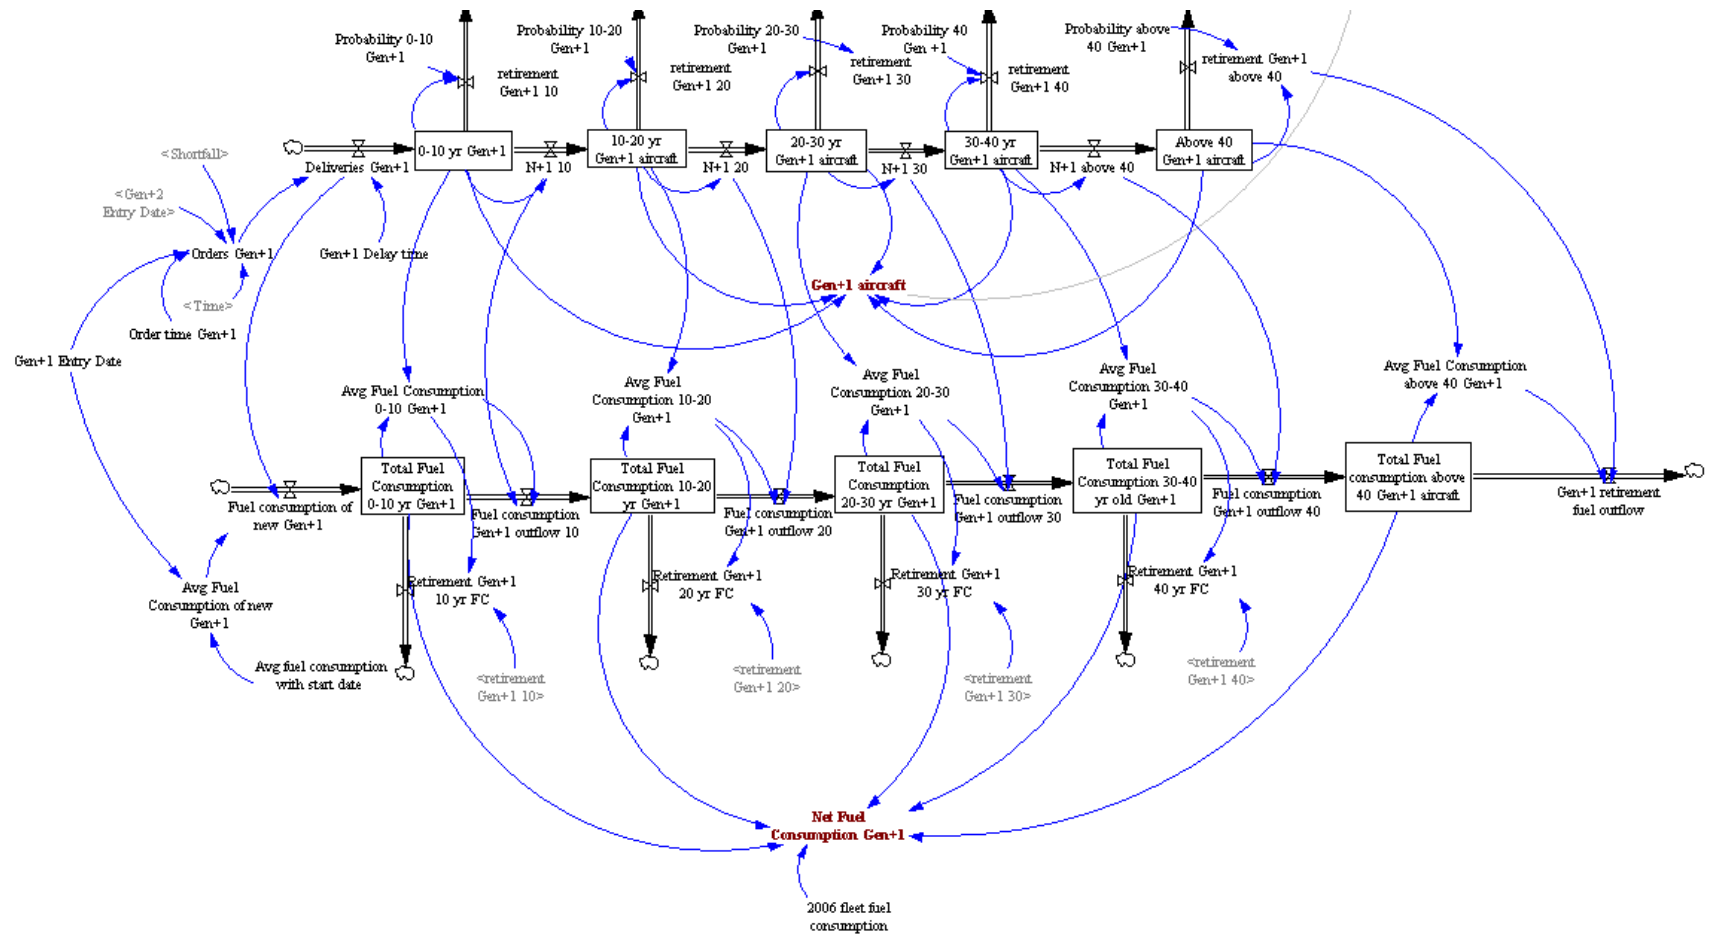 Probability 0-10
Gen+1
Probability 10-20
Gen+1
Probability 20-30
Gen+1
Probability 40
Gen +1
Probability above
40 Gen+1
retirement
Gen+1 10
retirement
Gen+1 20
retirement
Gen+1 30
retirement
Gen+1 40
retirement Gen+1
above 40
0-10 yr Gen+1
10-20 yr
Gen+1 aircraft
20-30 yr
Gen+1 aircraft
30-40 yr
Gen+1 aircraft
Above 40
Gen+1 aircraft
Deliveries Gen+1
N+1 10
N+1 20
N+1 30
N+1 above 40
<Shortfall>
<Gen+2
Entry Date>
Orders Gen+1
Gen+1 Delay time
<Time>
Order time Gen+1
Gen+1 Entry Date
Gen+1 aircraft
Avg Fuel Consumption
0-10 Gen+1
Avg Fuel
Consumption 10-20
Gen+1
Avg Fuel
Consumption 20-30
Gen+1
Avg Fuel
Consumption 30-40
Gen+1
Avg Fuel Consumption
above 40 Gen+1
Total Fuel
Consumption
0-10 yr Gen+1
Total Fuel
Consumption 10-20
yr Gen+1
Total Fuel
Consumption
20-30 yr Gen+1
Total Fuel
Consumption 30-40
yr old Gen+1
Total Fuel
consumption above
40 Gen+1 aircraft
Fuel consumption of
new Gen+1
Fuel consumption
Gen+1 outflow 10
Fuel consumption
Gen+1 outflow 20
Fuel consumption
Gen+1 outflow 30
Fuel consumption
Gen+1 outflow 40
Gen+1 retirement
fuel outflow
Avg Fuel
Consumption of new
Gen+1
Retirement Gen+1
10 yr FC
Retirement Gen+1
20 yr FC
Retirement Gen+1
30 yr FC
Retirement Gen+1
40 yr FC
Avg fuel consumption
with start date
<retirement
Gen+1 10>
<retirement
Gen+1 20>
<retirement
Gen+1 30>
<retirement
Gen+1 40>
Net Fuel
Consumption Gen+1
2006 fleet fuel
consumption